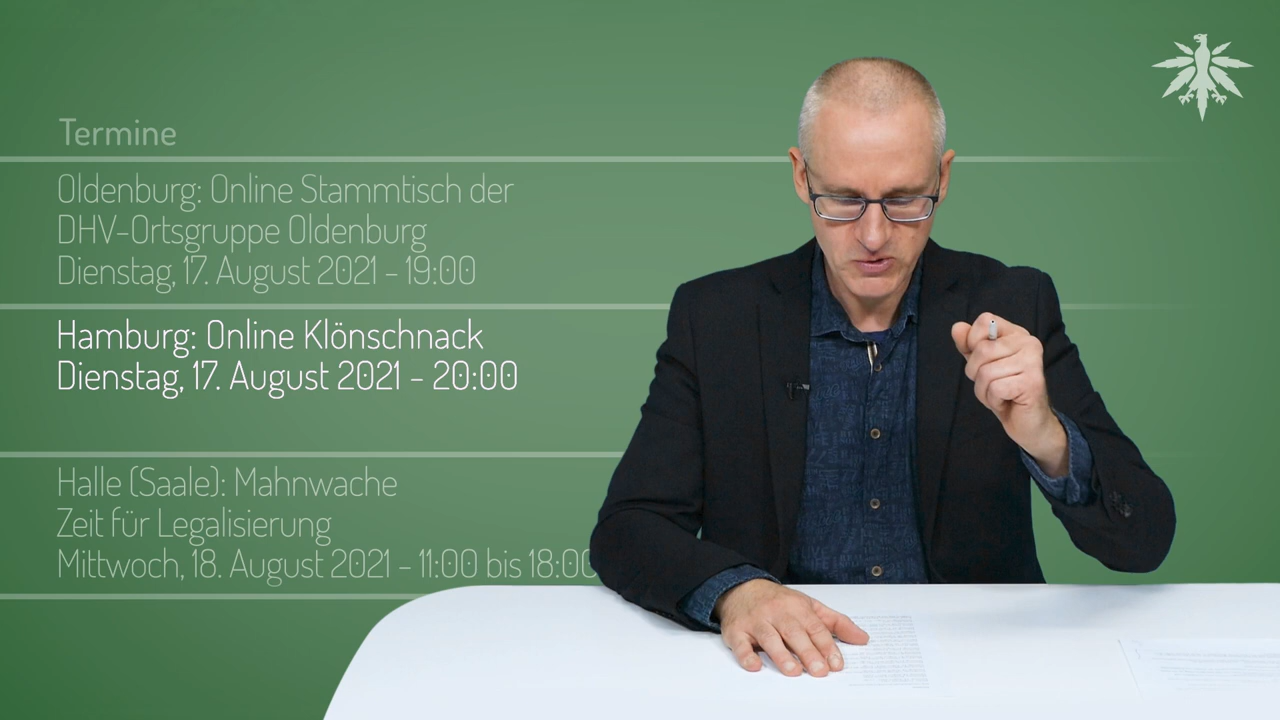 Termine
Oldenburg: Online Stammtisch der
DHV-Ortsgruppe Oldenburg
Dienstag, 17. August 2021 - 19:00
Hamburg: Online Klönschnack
Dienstag, 17. August 2021 - 20:00
Halle (Saale): Mahnwache
Zeit für Legalisierung
Mittwoch, 18. August 2021 - 11:00 bis 18:00